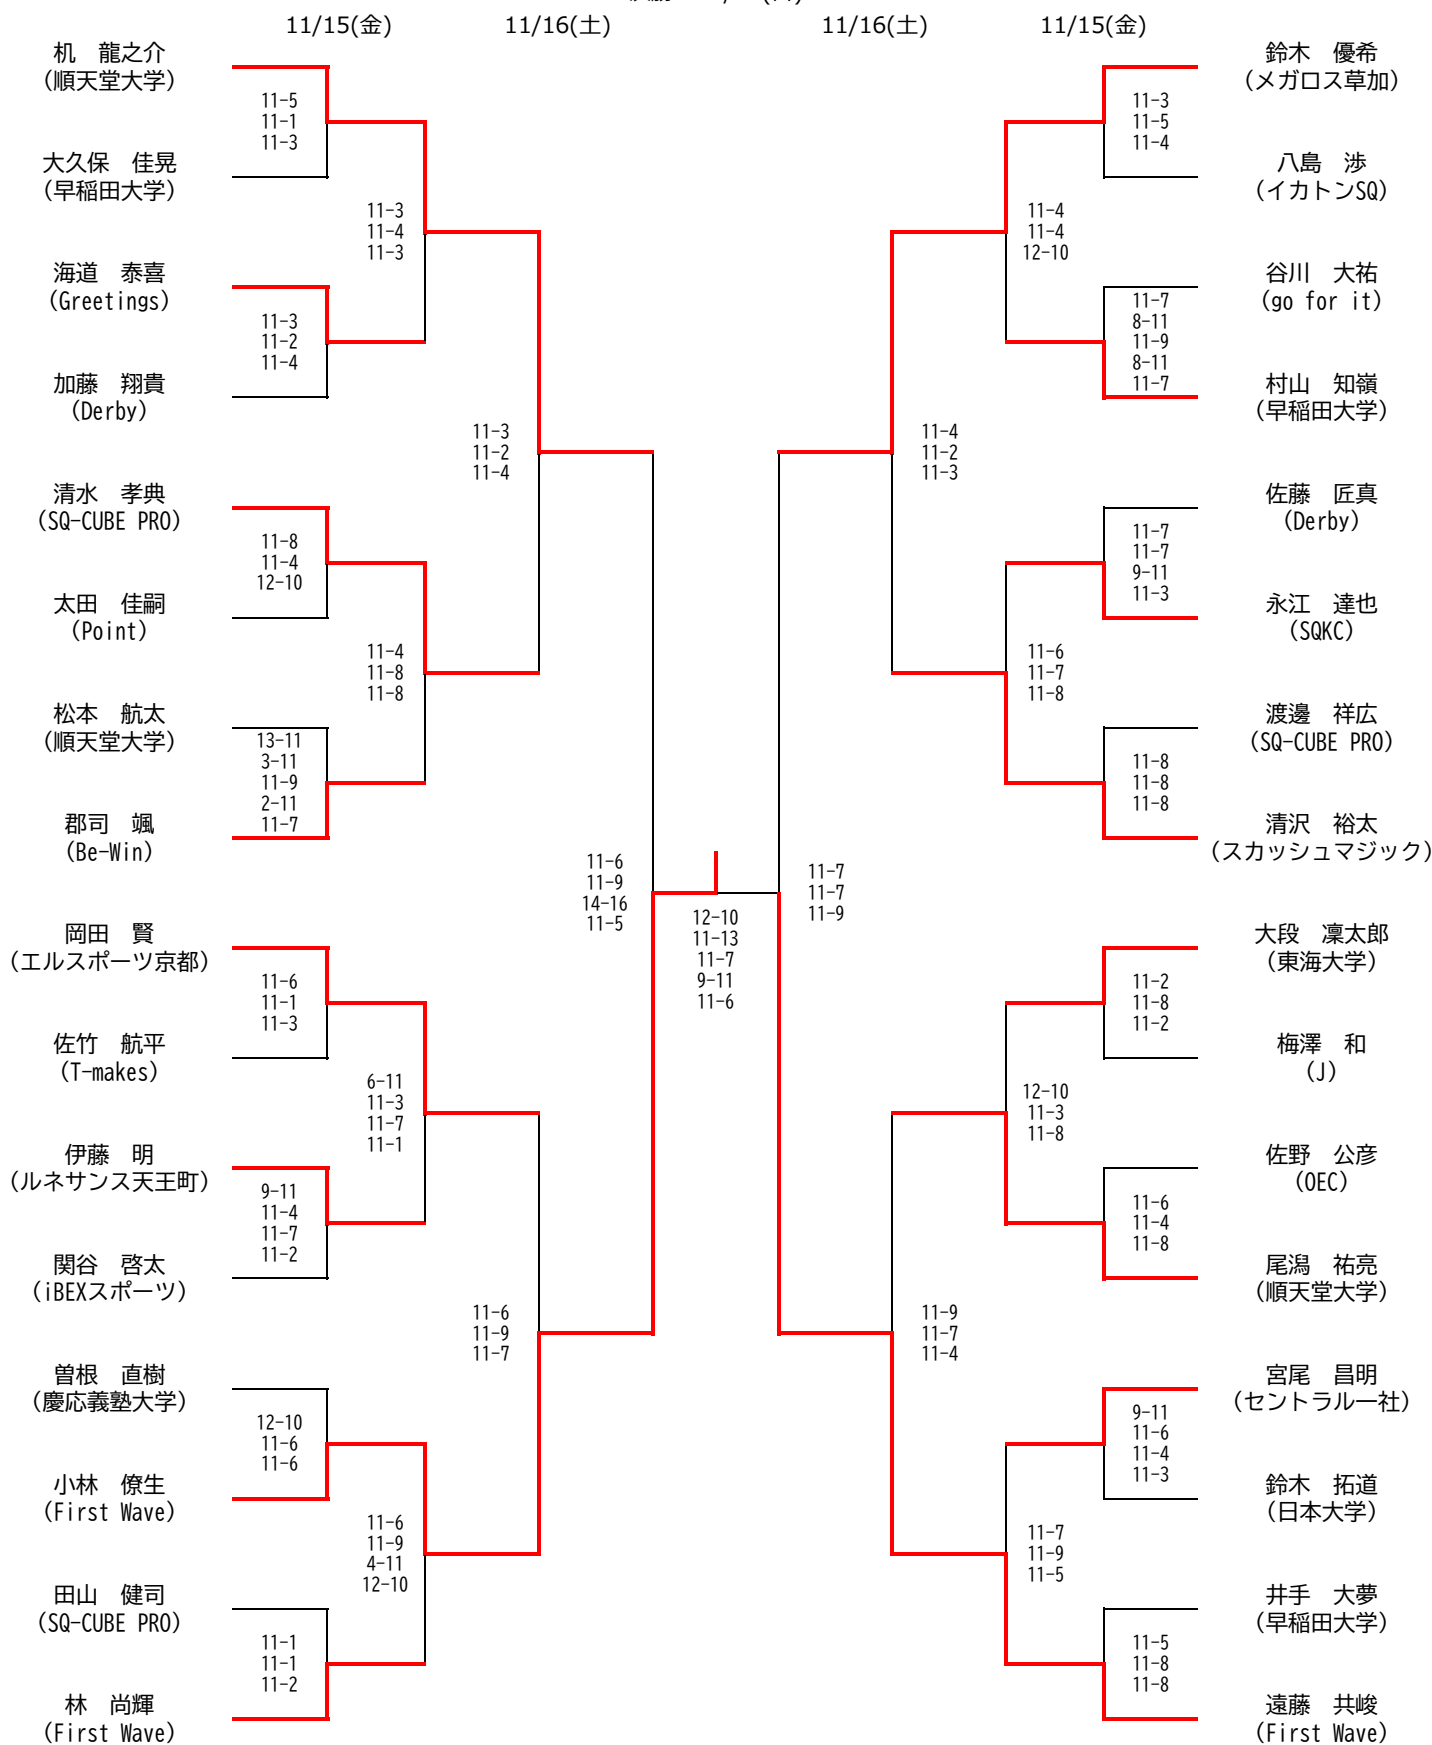 11/15(金)
11/16(土)
11/16(土)
11/15(金)
机　龍之介
(順天堂大学)
11-5
11-1
11-3
大久保　佳晃
(早稲田大学)
11-3
11-4
11-3
海道　泰喜
(Greetings)
11-3
11-2
11-4
加藤　翔貴
(Derby)
11-3
11-2
11-4
清水　孝典
(SQ-CUBE PRO)
11-8
11-4
12-10
太田　佳嗣
(Point)
11-4
11-8
11-8
松本　航太
(順天堂大学)
13-11
3-11
11-9
2-11
11-7
郡司　颯
(Be-Win)
11-6
11-9
14-16
11-5
岡田　賢
(エルスポーツ京都)
11-6
11-1
11-3
佐竹　航平
(T-makes)
6-11
11-3
11-7
11-1
伊藤　明
(ルネサンス天王町)
9-11
11-4
11-7
11-2
関谷　啓太
(iBEXスポーツ)
11-6
11-9
11-7
曽根　直樹
(慶応義塾大学)
12-10
11-6
11-6
小林　僚生
(First Wave)
11-6
11-9
4-11
12-10
田山　健司
(SQ-CUBE PRO)
11-1
11-1
11-2
林　尚輝
(First Wave)
12-10
11-13
11-7
9-11
11-6
鈴木　優希
(メガロス草加)
11-3
11-5
11-4
八島　渉
(イカトンSQ)
11-4
11-4
12-10
谷川　大祐
(go for it)
11-7
8-11
11-9
8-11
11-7
村山　知嶺
(早稲田大学)
11-4
11-2
11-3
佐藤　匠真
(Derby)
11-7
11-7
9-11
11-3
永江　達也
(SQKC)
11-6
11-7
11-8
渡邊　祥広
(SQ-CUBE PRO)
11-8
11-8
11-8
清沢　裕太
(スカッシュマジック)
11-7
11-7
11-9
大段　凜太郎
(東海大学)
11-2
11-8
11-2
梅澤　和
(J)
12-10
11-3
11-8
佐野　公彦
(OEC)
11-6
11-4
11-8
尾潟　祐亮
(順天堂大学)
11-9
11-7
11-4
宮尾　昌明
(セントラル一社)
9-11
11-6
11-4
11-3
鈴木　拓道
(日本大学)
11-7
11-9
11-5
井手　大夢
(早稲田大学)
11-5
11-8
11-8
遠藤　共峻
(First Wave)